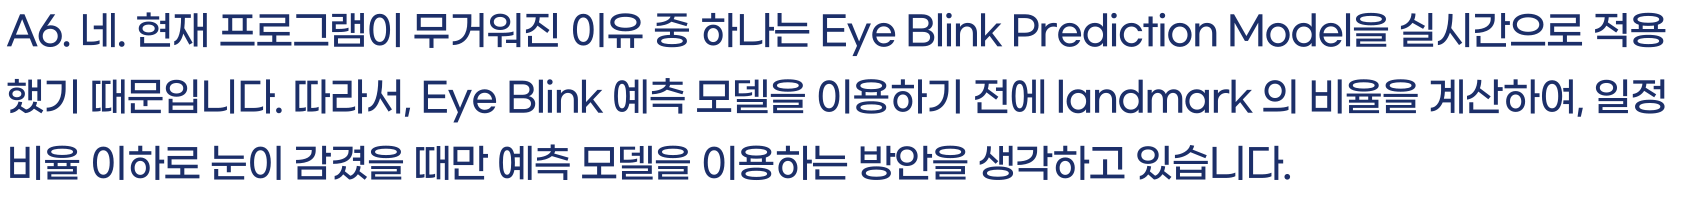 A6. 네. 현재 프로그램이 무거워진 이유 중 하나는 Eye Blink Prediction Model을 실시간으로 적용
했기 때문입니다. 따라서, Eye Blink 예측 모델을 이용하기 전에 landmark 의 비율을 계산하여, 일정
비율 이하로 눈이 감겼을 때만 예측 모델을 이용하는 방안을 생각하고 있습니다.